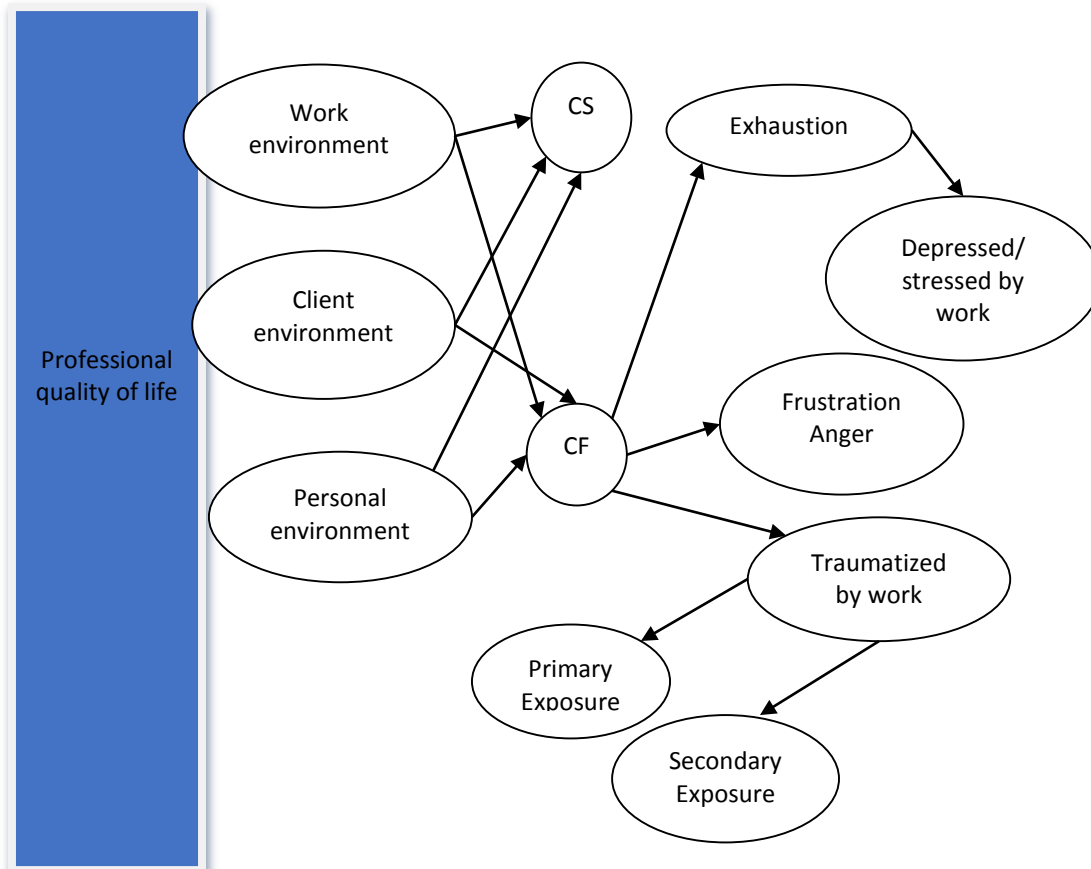 Professional
quality of life
Work
environment
CS
Exhaustion
Client
environment
Depressed/
stressed by
work
Personal
environment
CF
Frustration
Anger
Traumatized
by work
Primary
Exposure
Secondary
Exposure